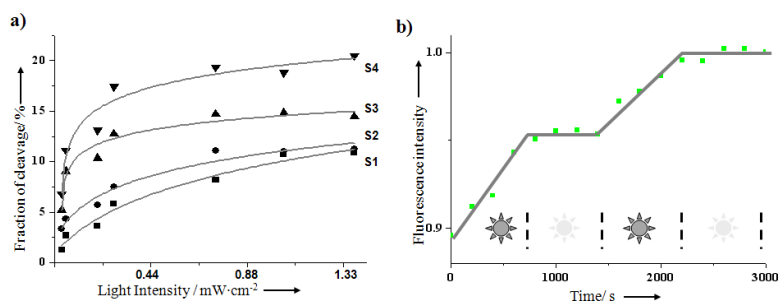 a)
Fraction of cleavage/%
20
15
10
5
0
S4
S3
S2
S1
0.44 0.88 1.33
Light Intensity / mW·cm-2
b)
Fluorescence intensity
1.0
0.9
0 1000 2000 3000
Time/ s